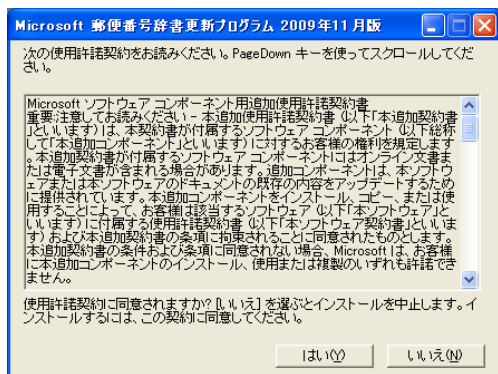 Microsoft 郵便番号辞書更新プログラム 2009年11月版
次の使用許諾契約をお読みください。PageDown キーを使ってスクロールしてくだ
さい。
Microsoft ソフトウェア コンポーネント用追加使用許諾契約書
重要:注意してお読みください - 本追加使用許諾契約書 (以下「本追加契約書
」といいます) は、本契約書が付属するソフトウェア コンポーネント (以下総称
して「本追加コンポーネント」といいます) に対するお客様の権利を規定します
。本追加契約書が付属するソフトウェア コンポーネントにはオンライン文書ま
たは電子文書が含まれる場合があります。追加コンポーネントは、本ソフトウ
ェアまたは本ソフトウェアのドキュメントの既存の内容をアップデートするため
に提供されています。本追加コンポーネントをインストール、コピー、または使
用することによって、お客様は該当するソフトウェア (以下「本ソフトウェア」と
いいます) に付属する使用許諾契約書 (以下「本ソフトウェア契約書」といいま
す) および本追加契約書の条項に拘束されることに同意されたものとします。
本追加契約書の条件および条項に同意されない場合、Microsoft は、お客様
に本追加コンポーネントのインストール、使用または複製のいずれも許諾でき
ません。
使用許諾契約に同意されますか? [いいえ] を選ぶとインストールを中止します。イ
ンストールするには、この契約に同意してください。
はい(Y) いいえ(N)